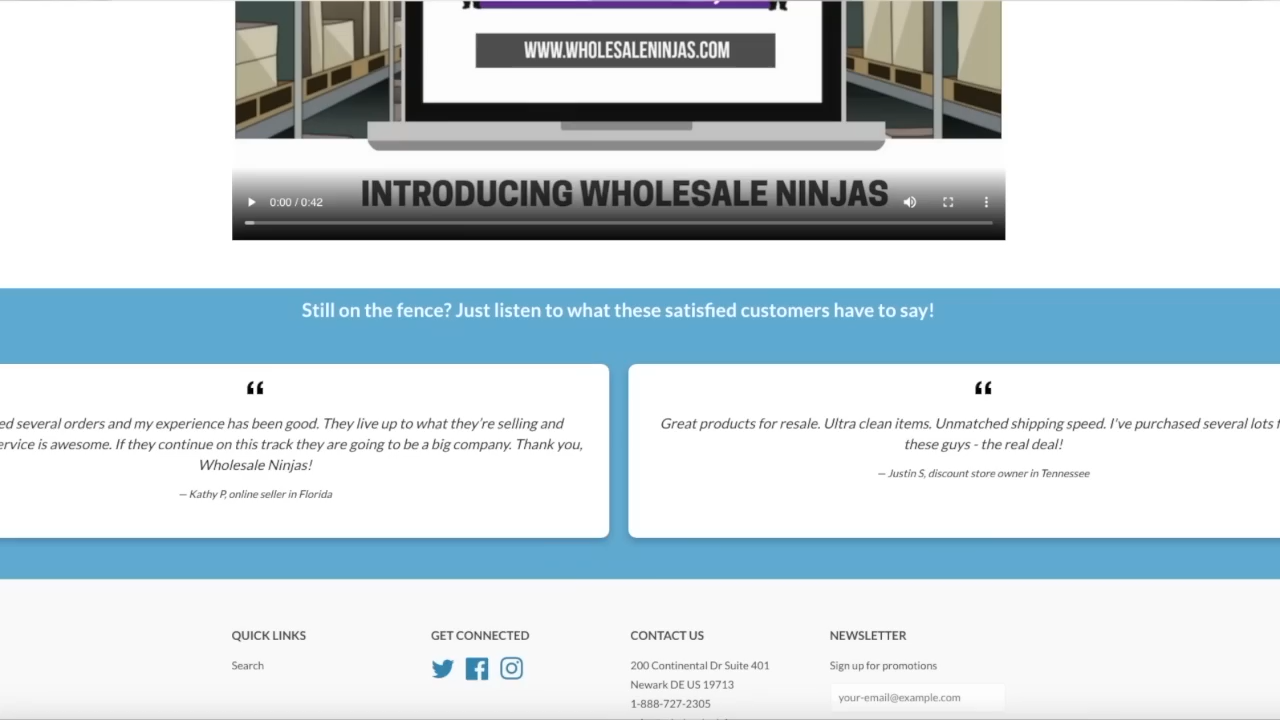 WWW.WHOLESALENINJAS.COM
INTRODUCING WHOLESALE NINJAS
0:00 / 0:42
Still on the fence? Just listen to what these satisfied customers have to say!
“
several orders and my experience has been good. They live up to what they’re selling and
is awesome. If they continue on this track they are going to be a big company. Thank you,
Wholesale Ninjas!
— Kathy P, online seller in Florida
“
Great products for resale. Ultra clean items. Unmatched shipping speed. I’ve purchased several lots
these guys - the real deal!
— Justin S, discount store owner in Tennessee
QUICK LINKS
Search
GET CONNECTED
CONTACT US
200 Continental Dr Suite 401
Newark DE US 19713
1-888-727-2305
NEWSLETTER
Sign up for promotions
your-email@example.com